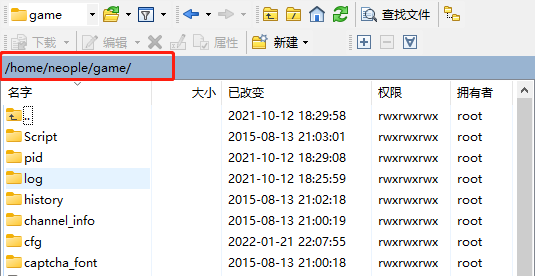 game 查找文件
下载 编辑 属性 新建
/home/neople/game/
名字 大小 已改变 权限 拥有者
.. 2021-10-12 18:29:58 rwxrwxrwx root
Script 2015-08-13 21:03:01 rwxrwxrwx root
pid 2021-10-12 18:29:08 rwxrwxrwx root
log 2021-10-12 18:25:59 rwxrwxrwx root
history 2015-08-13 21:02:18 rwxrwxrwx root
channel_info 2015-08-13 21:00:19 rwxrwxrwx root
cfg 2022-01-21 22:07:55 rwxrwxrwx root
captcha_font 2015-08-13 21:00:18 rwxrwxrwx root